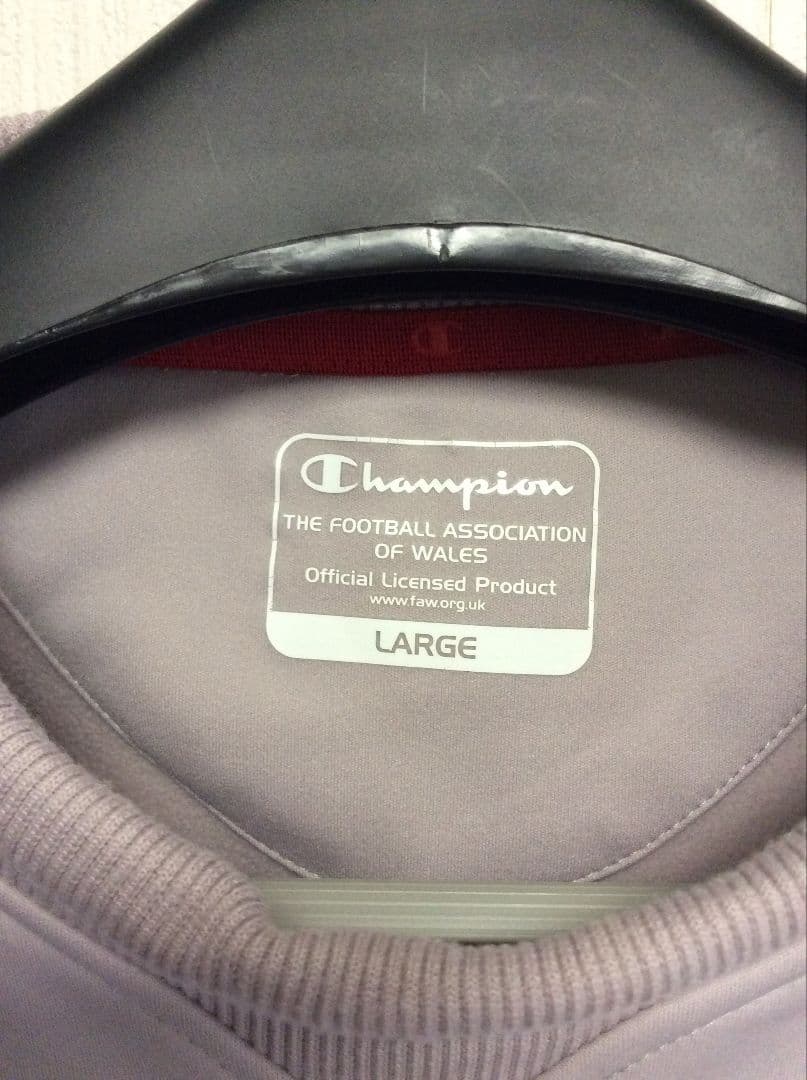 Champion
THE FOOTBALL ASSOCIATION
OF WALES
Official Licensed Product
www.faw.org.uk
LARGE